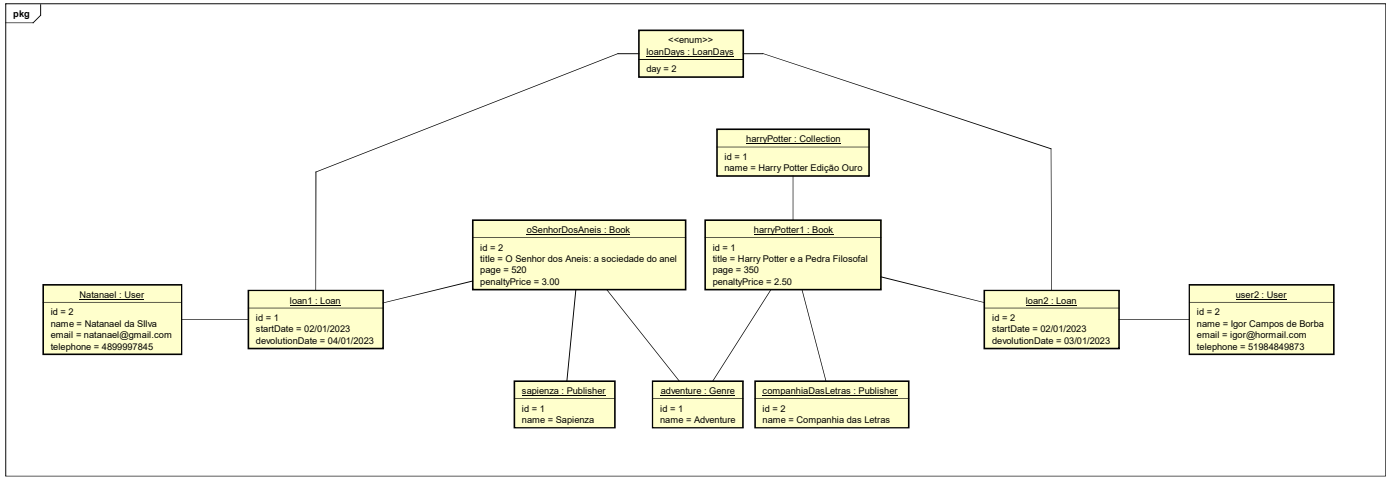 pkg
<<enum>>
loanDays : LoanDays
day = 2
harryPotter : Collection
id = 1
name = Harry Potter Edição Ouro
oSenhorDosAneis : Book
id = 2
title = O Senhor dos Aneis: a sociedade do anel
page = 520
penaltyPrice = 3.00
harryPotter1 : Book
id = 1
title = Harry Potter e a Pedra Filosofal
page = 350
penaltyPrice = 2.50
Natanael : User
id = 2
name = Natanael da SIlva
email = natanael@gmail.com
telephone = 4899997845
loan1 : Loan
id = 1
startDate = 02/01/2023
devolutionDate = 04/01/2023
loan2 : Loan
id = 2
startDate = 02/01/2023
devolutionDate = 03/01/2023
user2 : User
id = 2
name = Igor Campos de Borba
email = igor@hormail.com
telephone = 51984849873
sapienza : Publisher
id = 1
name = Sapienza
adventure : Genre
id = 1
name = Adventure
companhiaDasLetras : Publisher
id = 2
name = Companhia das Letras